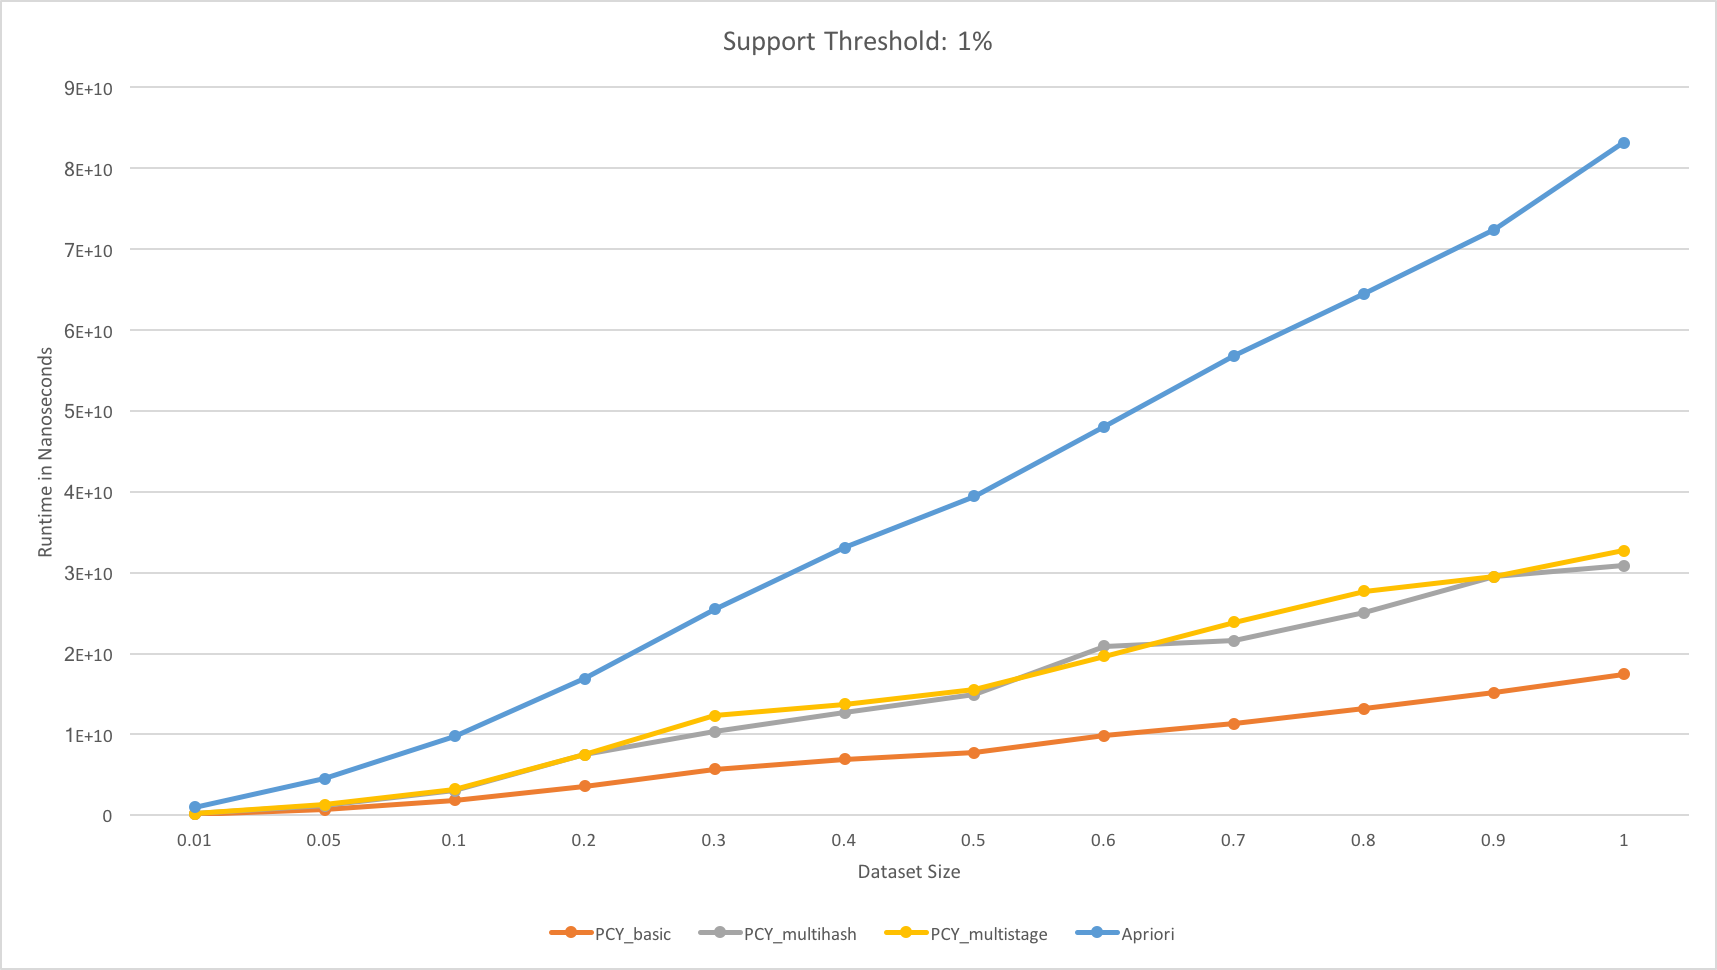 Support Threshold: 1%
9E+10
8E+10
7E+10
6E+10
5E+10
4E+10
3E+10
2E+10
1E+10
0
Runtime in Nanoseconds
0.01 0.05 0.1 0.2 0.3 0.4 0.5 0.6 0.7 0.8 0.9 1
Dataset Size
PCY_basic PCY_multihash PCY_multistage Apriori